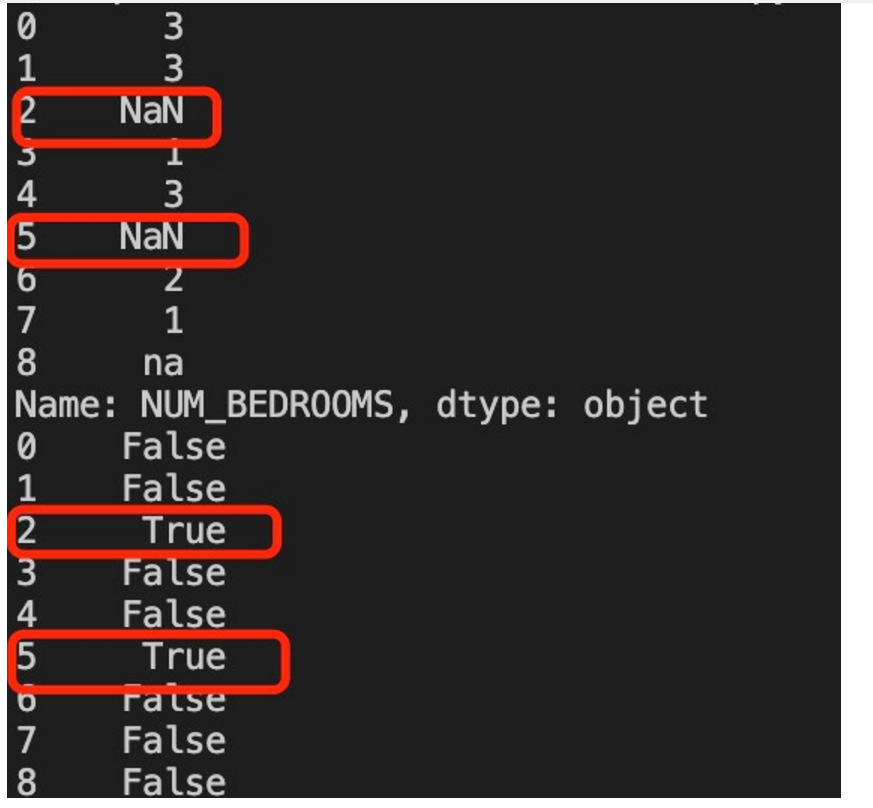 0 3
1 3
2 NaN
3 1
4 3
5 NaN
6 2
7 1
8 na
Name: NUM_BEDROOMS, dtype: object
0 False
1 False
2 True
3 False
4 False
5 True
6 False
7 False
8 False